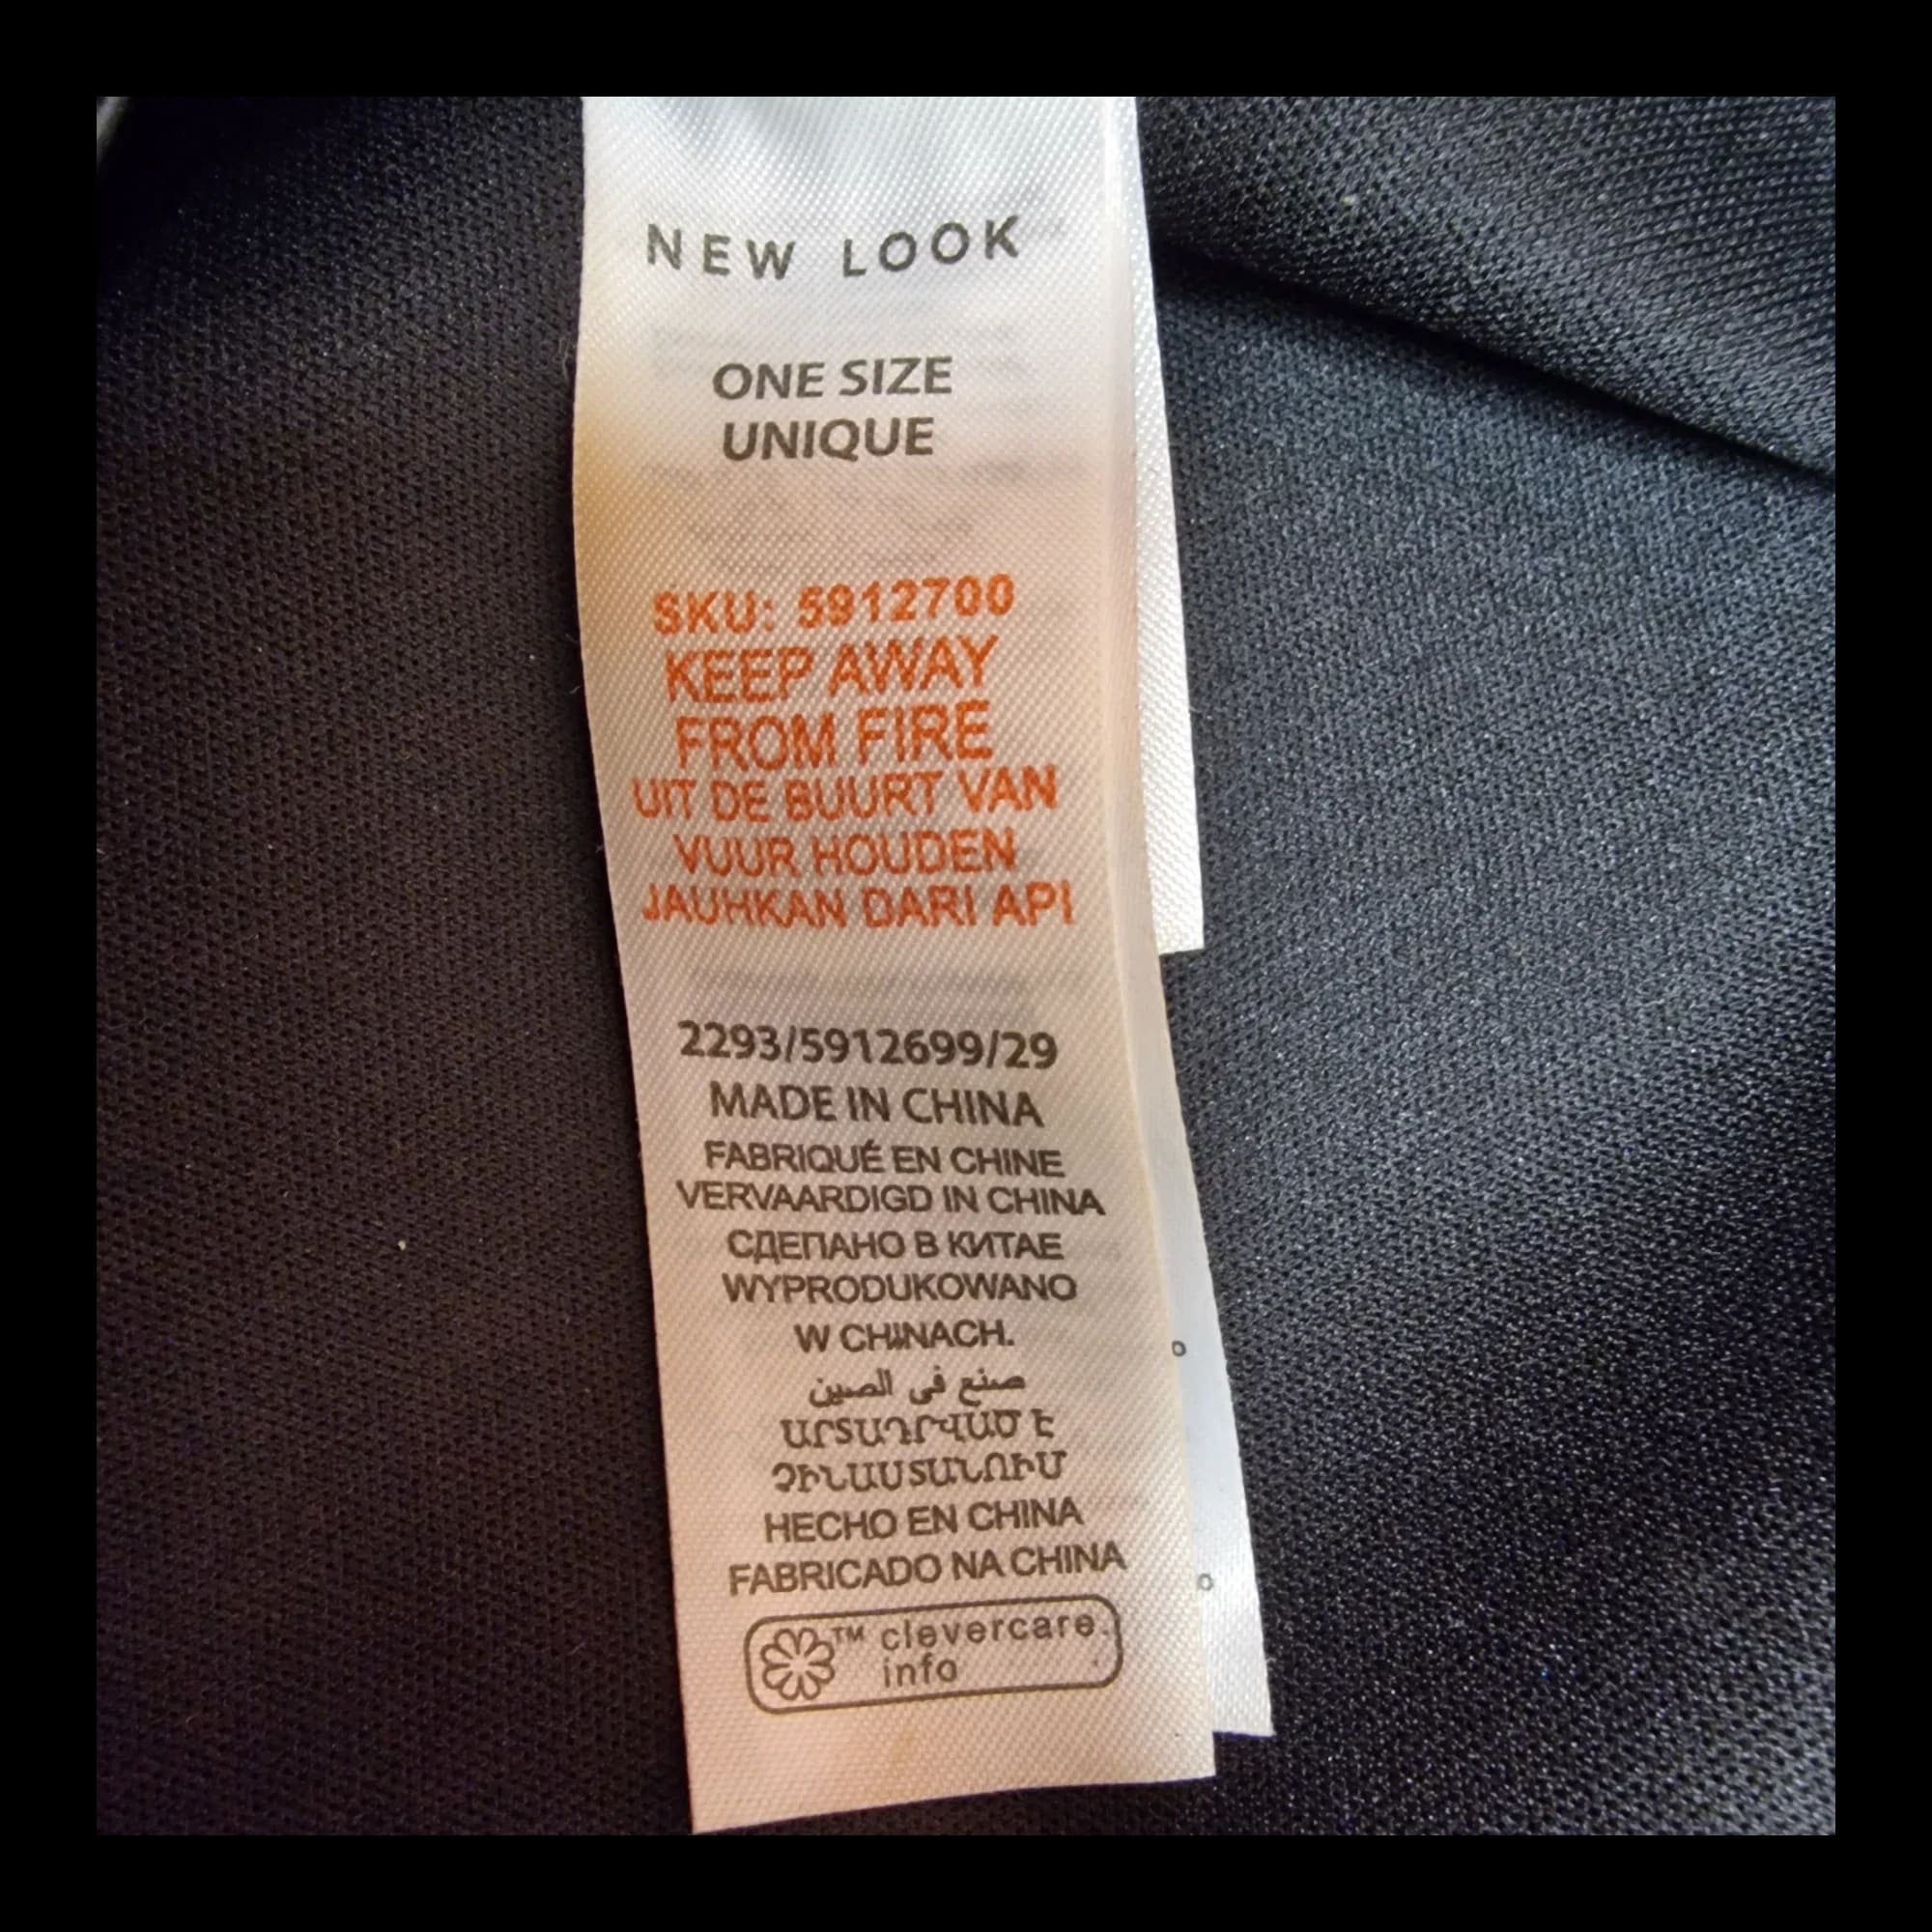 NEW LOOK
ONE SIZE
UNIQUE
SKU: 5912700
KEEP AWAY
FROM FIRE
UIT DE BUURT VAN
VUUR HOUDEN
JAUHKAN DARI API
2293/5912699/29
MADE IN CHINA
FABRIQUÉ EN CHINE
VERVAARDIGD IN CHINA
СДЕПАНО В КИТАЕ
WYPRODUKOWANO
W CHINACH.
صنع في الصين
ԱՐՏԱԴՐՎԱԾ Է
ՉԻՆԱՍՏԱՆՈՒՄ
HECHO EN CHINA
FABRICADO NA CHINA
™ clevercare.
info